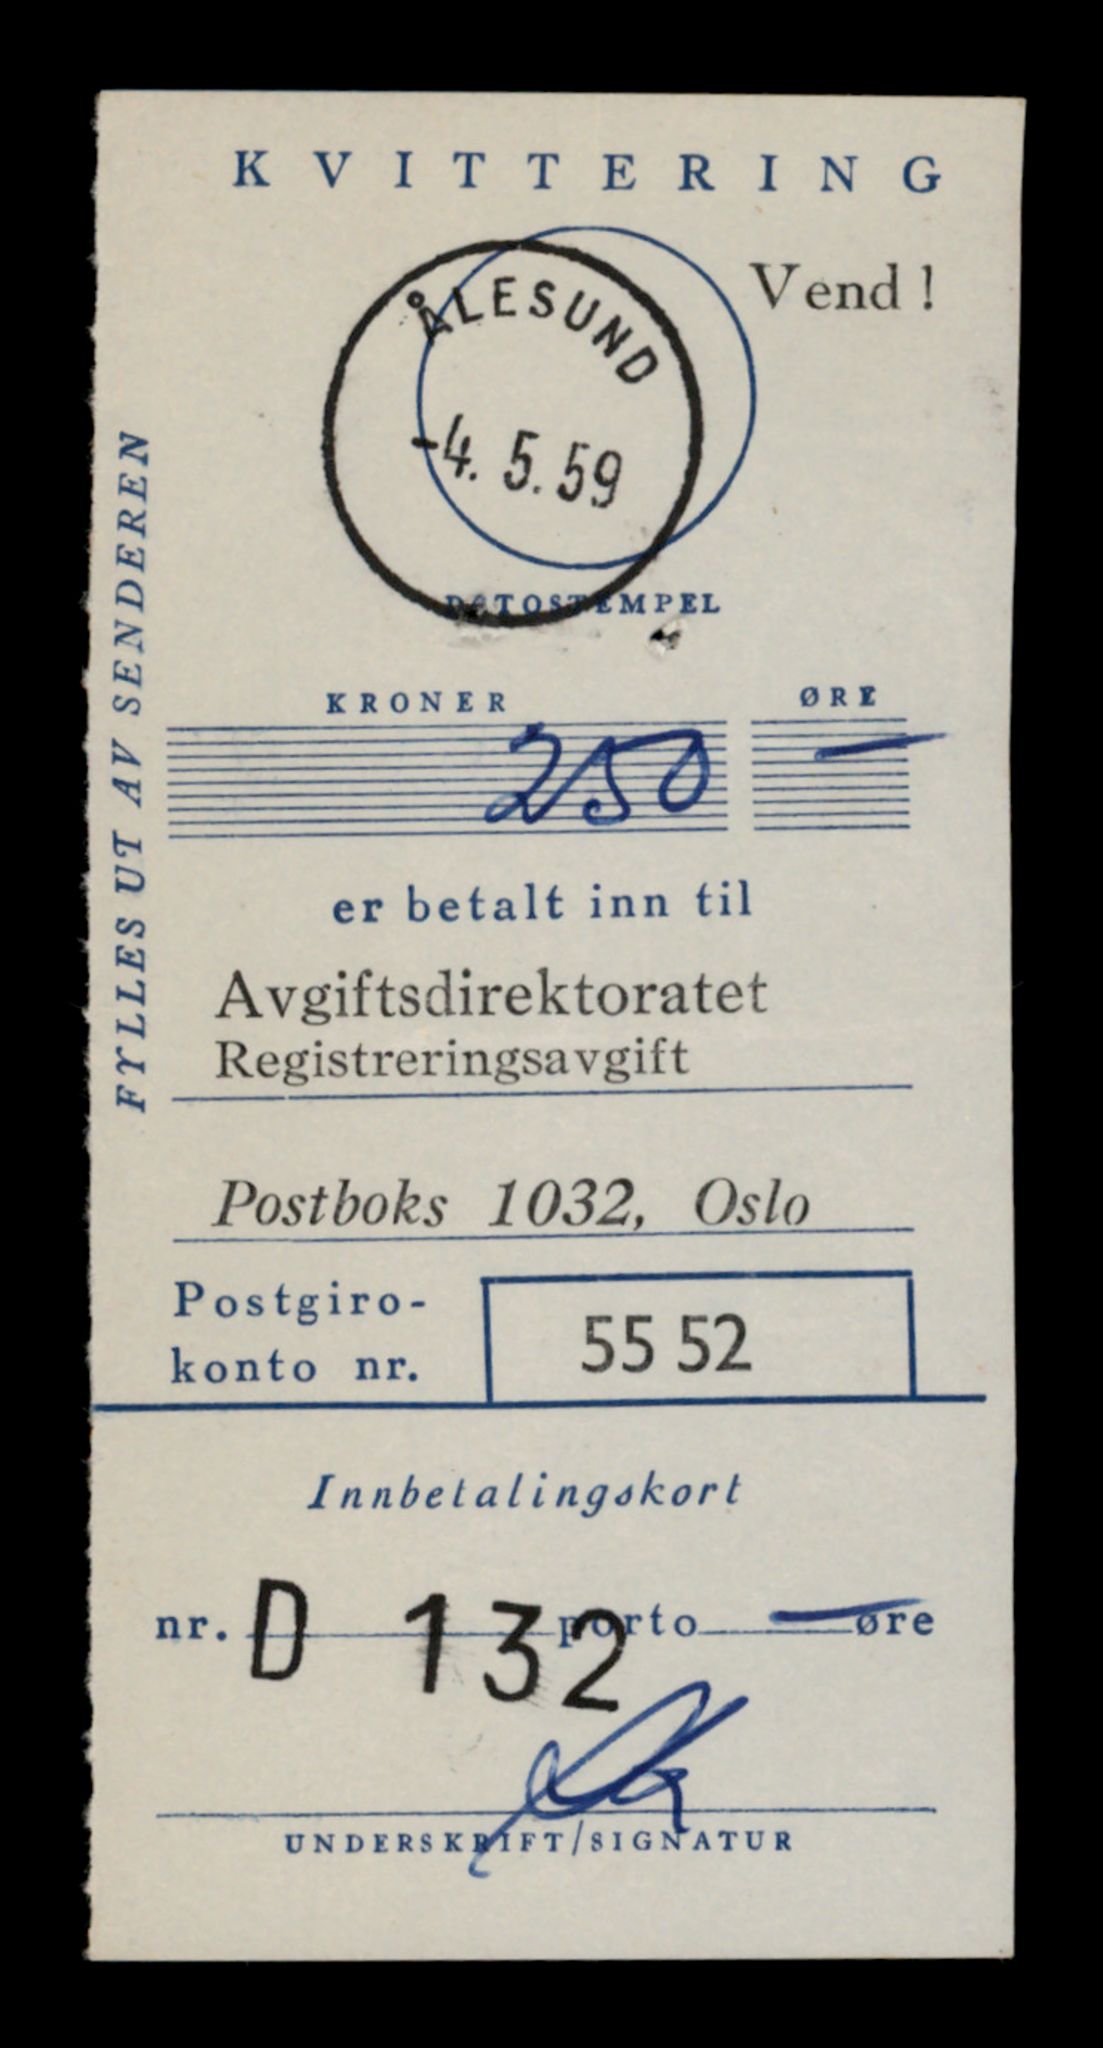 KVITTERING
Vend !
ÅLESUND
-4. 5. 59
DATOSTEMPEL
FYLLES UT AV SENDEREN
KRONER ØRE
250 —
er betalt inn til
Avgiftsdirektoratet
Registreringsavgift
Postboks 1032, Oslo
Postgiro-
konto nr.
55 52
Innbetalingskort
nr. D 132 porto — øre
UNDERSKRIFT/SIGNATUR